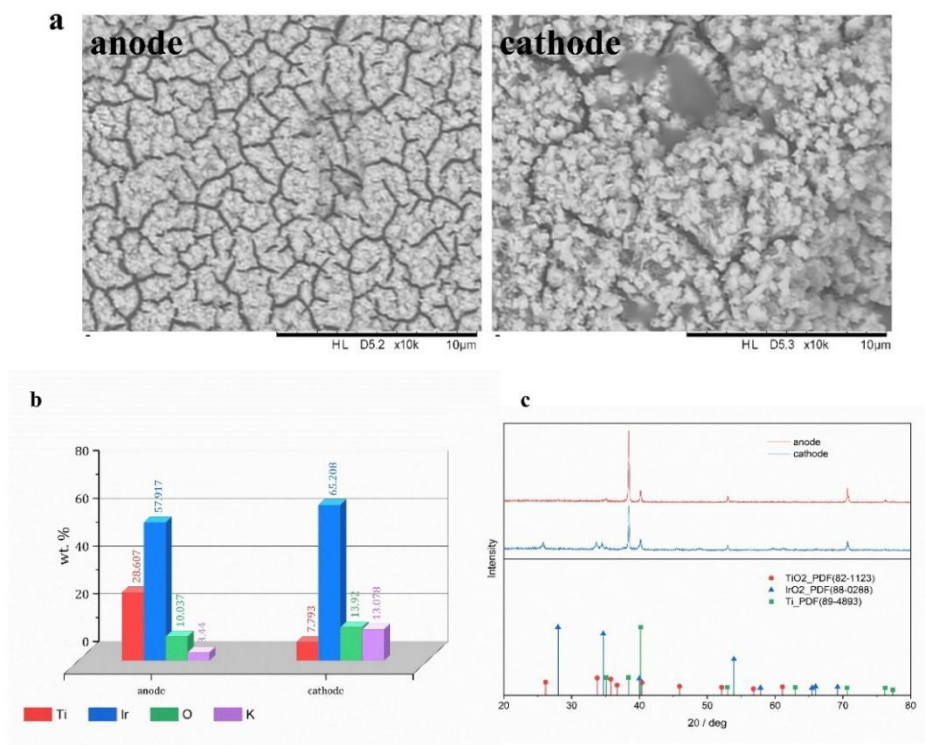 a
anode
cathode
HL D5.2 x10k 10μm
HL D5.3 x10k 10μm
b
80
60
40
20
0
wt. %
28.607
57.917
10.037
3.44
7.793
65.208
13.92
13.078
anode
cathode
Ti
Ir
O
K
c
anode
cathode
Intensity
TiO2_PDF(82-1123)
IrO2_PDF(88-0288)
Ti_PDF(89-4893)
20 30 40 50 60 70 80
2θ / deg